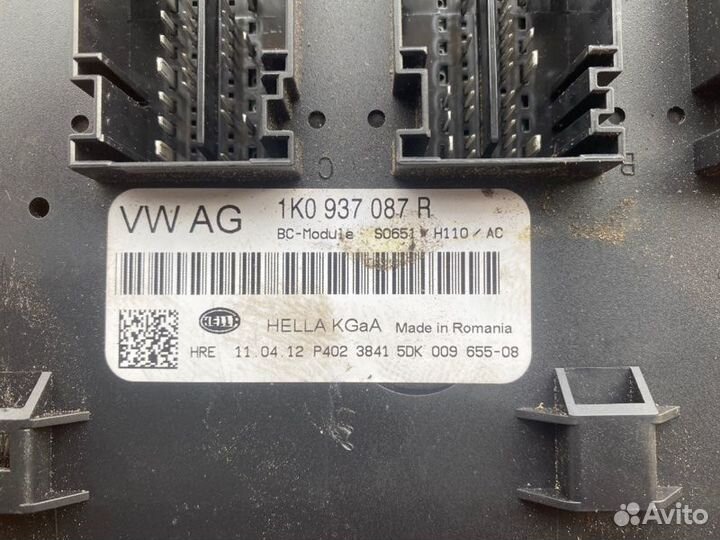 C
B
VW AG 1K0 937 087 R
BC-Module S0651 H110 / AC
HELLA HELLA KGaA Made in Romania
HRE 11.04.12 P402 3841 5DK 009 655-08
Avito